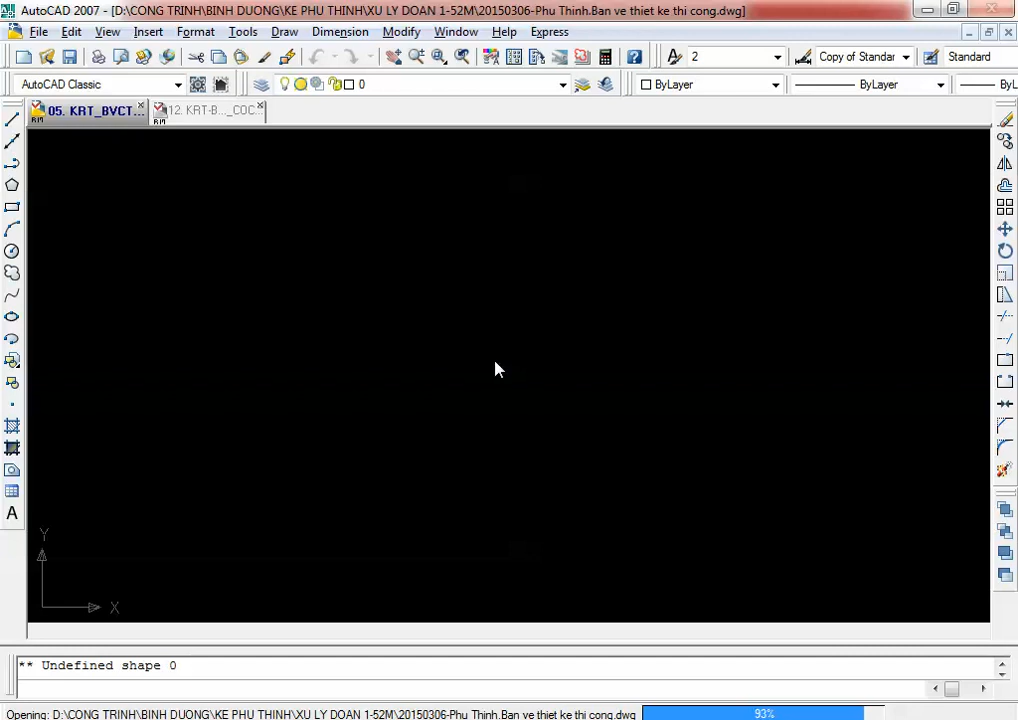 AutoCAD 2007 - [D:\CONG TRINH\BINH DUONG\KE PHU THINH\XU LY DOAN 1-52M\20150306-Phu Thinh.Ban ve thiet ke thi cong.dwg]
File Edit View Insert Format Tools Draw Dimension Modify Window Help Express
2 Copy of Standar Standard
AutoCAD Classic 0 ByLayer ByLayer ByL
05. KRT_BVCT... 12. KRT-B..._COC...
Y
X
A
** Undefined shape 0
Opening: D:\CONG TRINH\BINH DUONG\KE PHU THINH\XU LY DOAN 1-52M\20150306-Phu Thinh.Ban ve thiet ke thi cong.dwg 93%